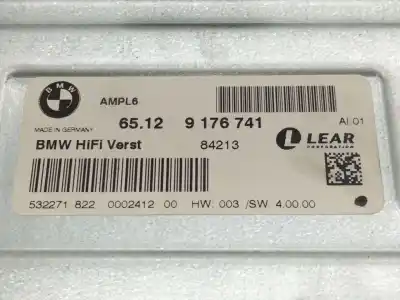 BMW
AMPL6
MADE IN GERMANY
65.12 9 176 741
AI 01
BMW HiFi Verst 84213
LEAR
CORPORATION
532271 822 0002412 00 HW: 003 /SW: 4.00.00